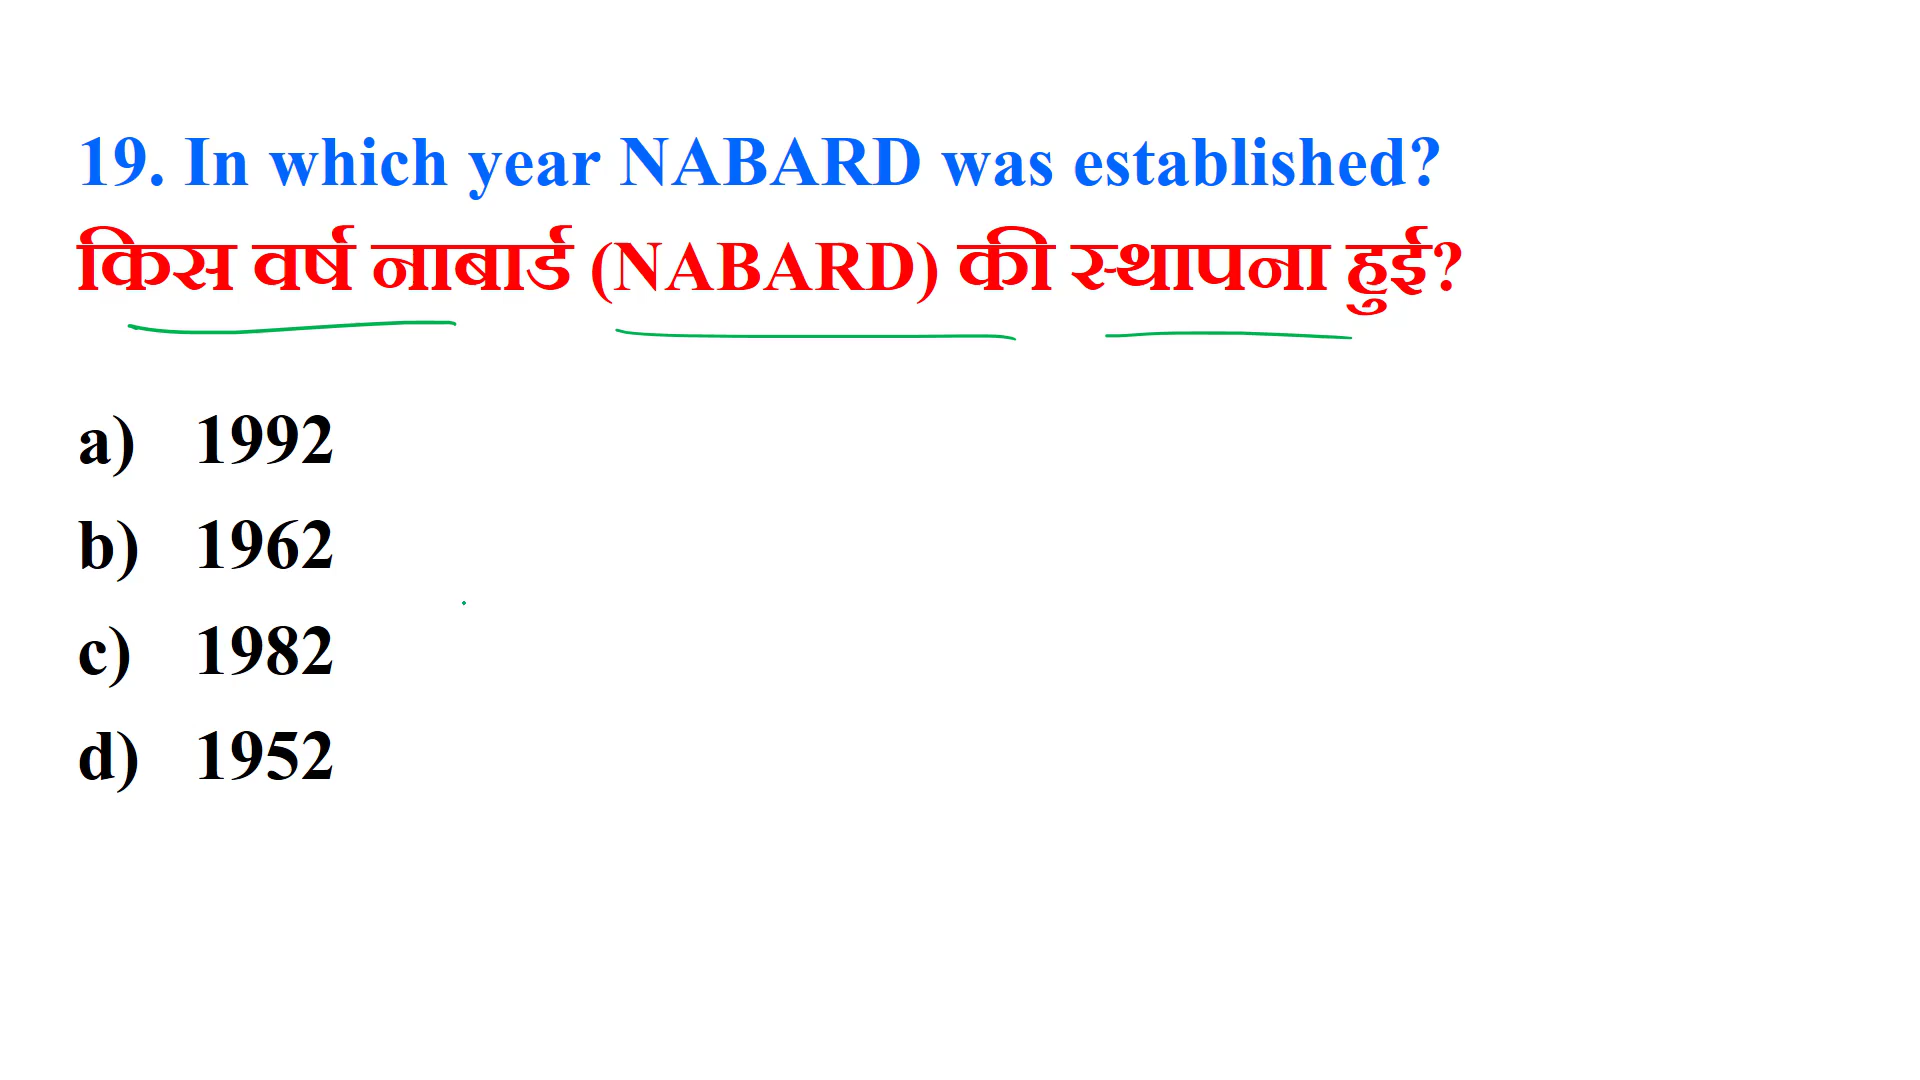 19. In which year NABARD was established?
किस वर्ष नाबार्ड (NABARD) की स्थापना हुई?
a) 1992
b) 1962
c) 1982
d) 1952